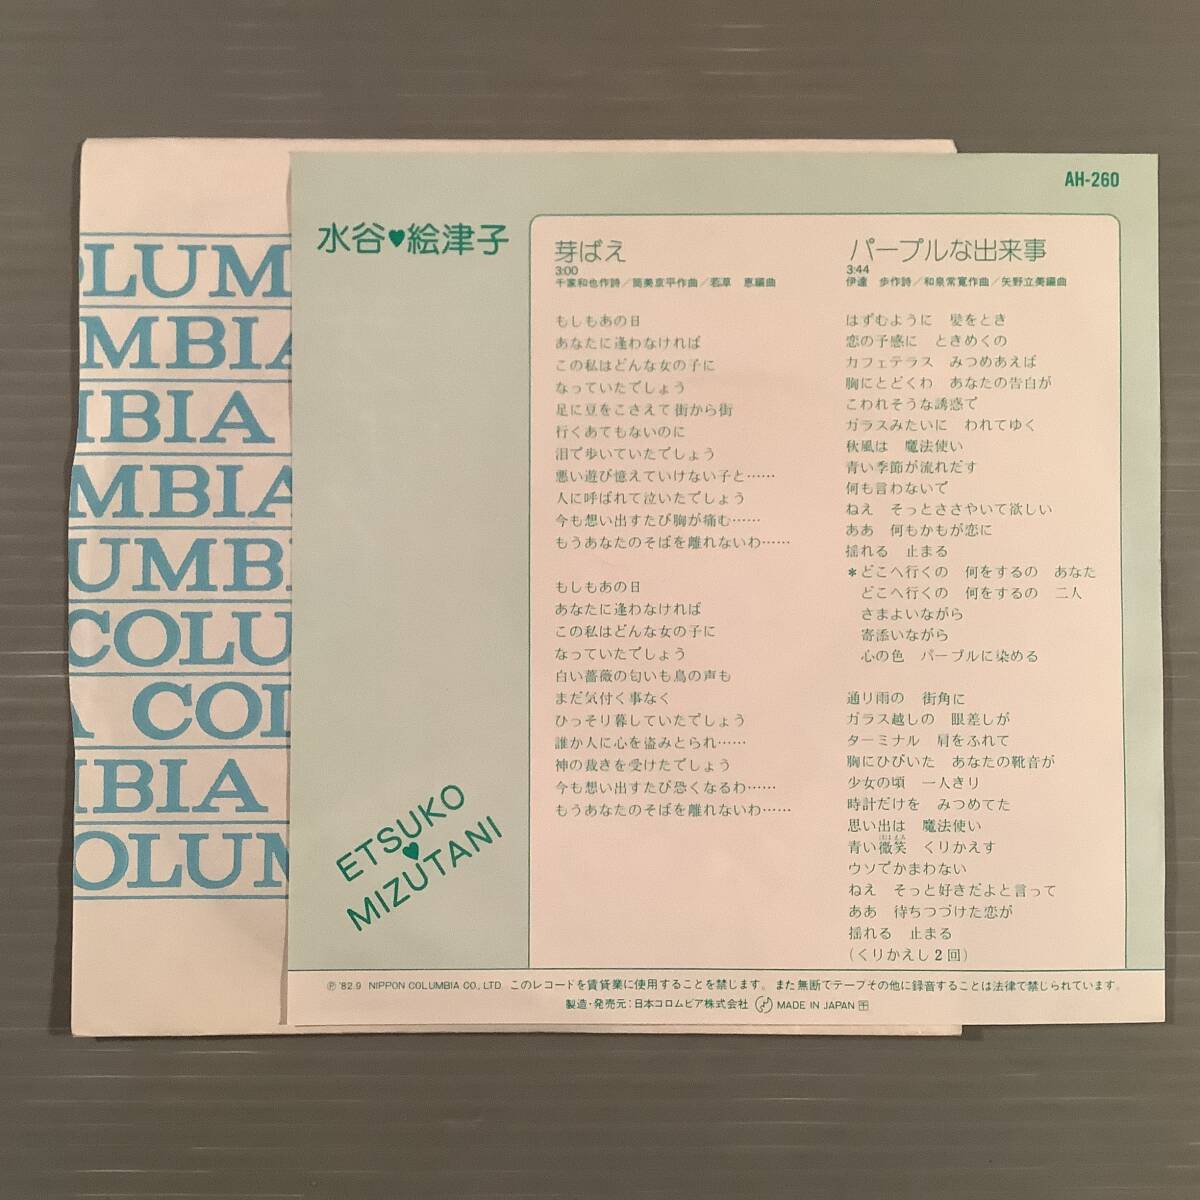 OLUM
MBIA
IBIA
MBIA
UMB
COLU
A COL
MBIA
OLUM
AH-260
水谷♥絵津子
芽ばえ
3:00
千家和也作詩／筒美京平作曲／若草　恵編曲
もしもあの日
あなたに逢わなければ
この私はどんな女の子に
なっていたでしょう
足に豆をこさえて街から街
行くあてもないのに
泪で歩いていたでしょう
悪い遊び憶えていけない子と……
人に呼ばれて泣いたでしょう
今も想い出すたび胸が痛む……
もうあなたのそばを離れないわ……
もしもあの日
あなたに逢わなければ
この私はどんな女の子に
なっていたでしょう
白い薔薇の匂いも鳥の声も
まだ気付く事なく
ひっそり暮していたでしょう
誰か人に心を盗みとられ……
神の裁きを受けたでしょう
今も想い出すたび恐くなるわ……
もうあなたのそばを離れないわ……
パープルな出来事
3:44
伊達　歩作詩／和泉常寛作曲／矢野立美編曲
はずむように　髪をとき
恋の予感に　ときめくの
カフェテラス　みつめあえば
胸にとどくわ　あなたの告白が
こわれそうな誘惑で
ガラスみたいに　われてゆく
秋風は　魔法使い
青い季節が流れだす
何も言わないで
ねえ　そっとささやいて欲しい
ああ　何もかもが恋に
揺れる　止まる
＊どこへ行くの　何をするの　あなた
どこへ行くの　何をするの　二人
さまよいながら
寄添いながら
心の色　パープルに染める
通り雨の　街角に
ガラス越しの　眼差しが
ターミナル　肩をふれて
胸にひびいた　あなたの靴音が
少女の頃　一人きり
時計だけを　みつめてた
思い出は　魔法使い
青い微笑　くりかえす
ウソでかまわない
ねえ　そっと好きだよと言って
ああ　待ちつづけた恋が
揺れる　止まる
（くりかえし2回）
ETSUKO
♥
MIZUTANI
Ⓟ '82.9 NIPPON COLUMBIA CO., LTD. このレコードを賃貸業に使用することを禁じます。また無断でテープその他に録音することは法律で禁じられています。
製造・発売元：日本コロムビア株式会社 MADE IN JAPAN